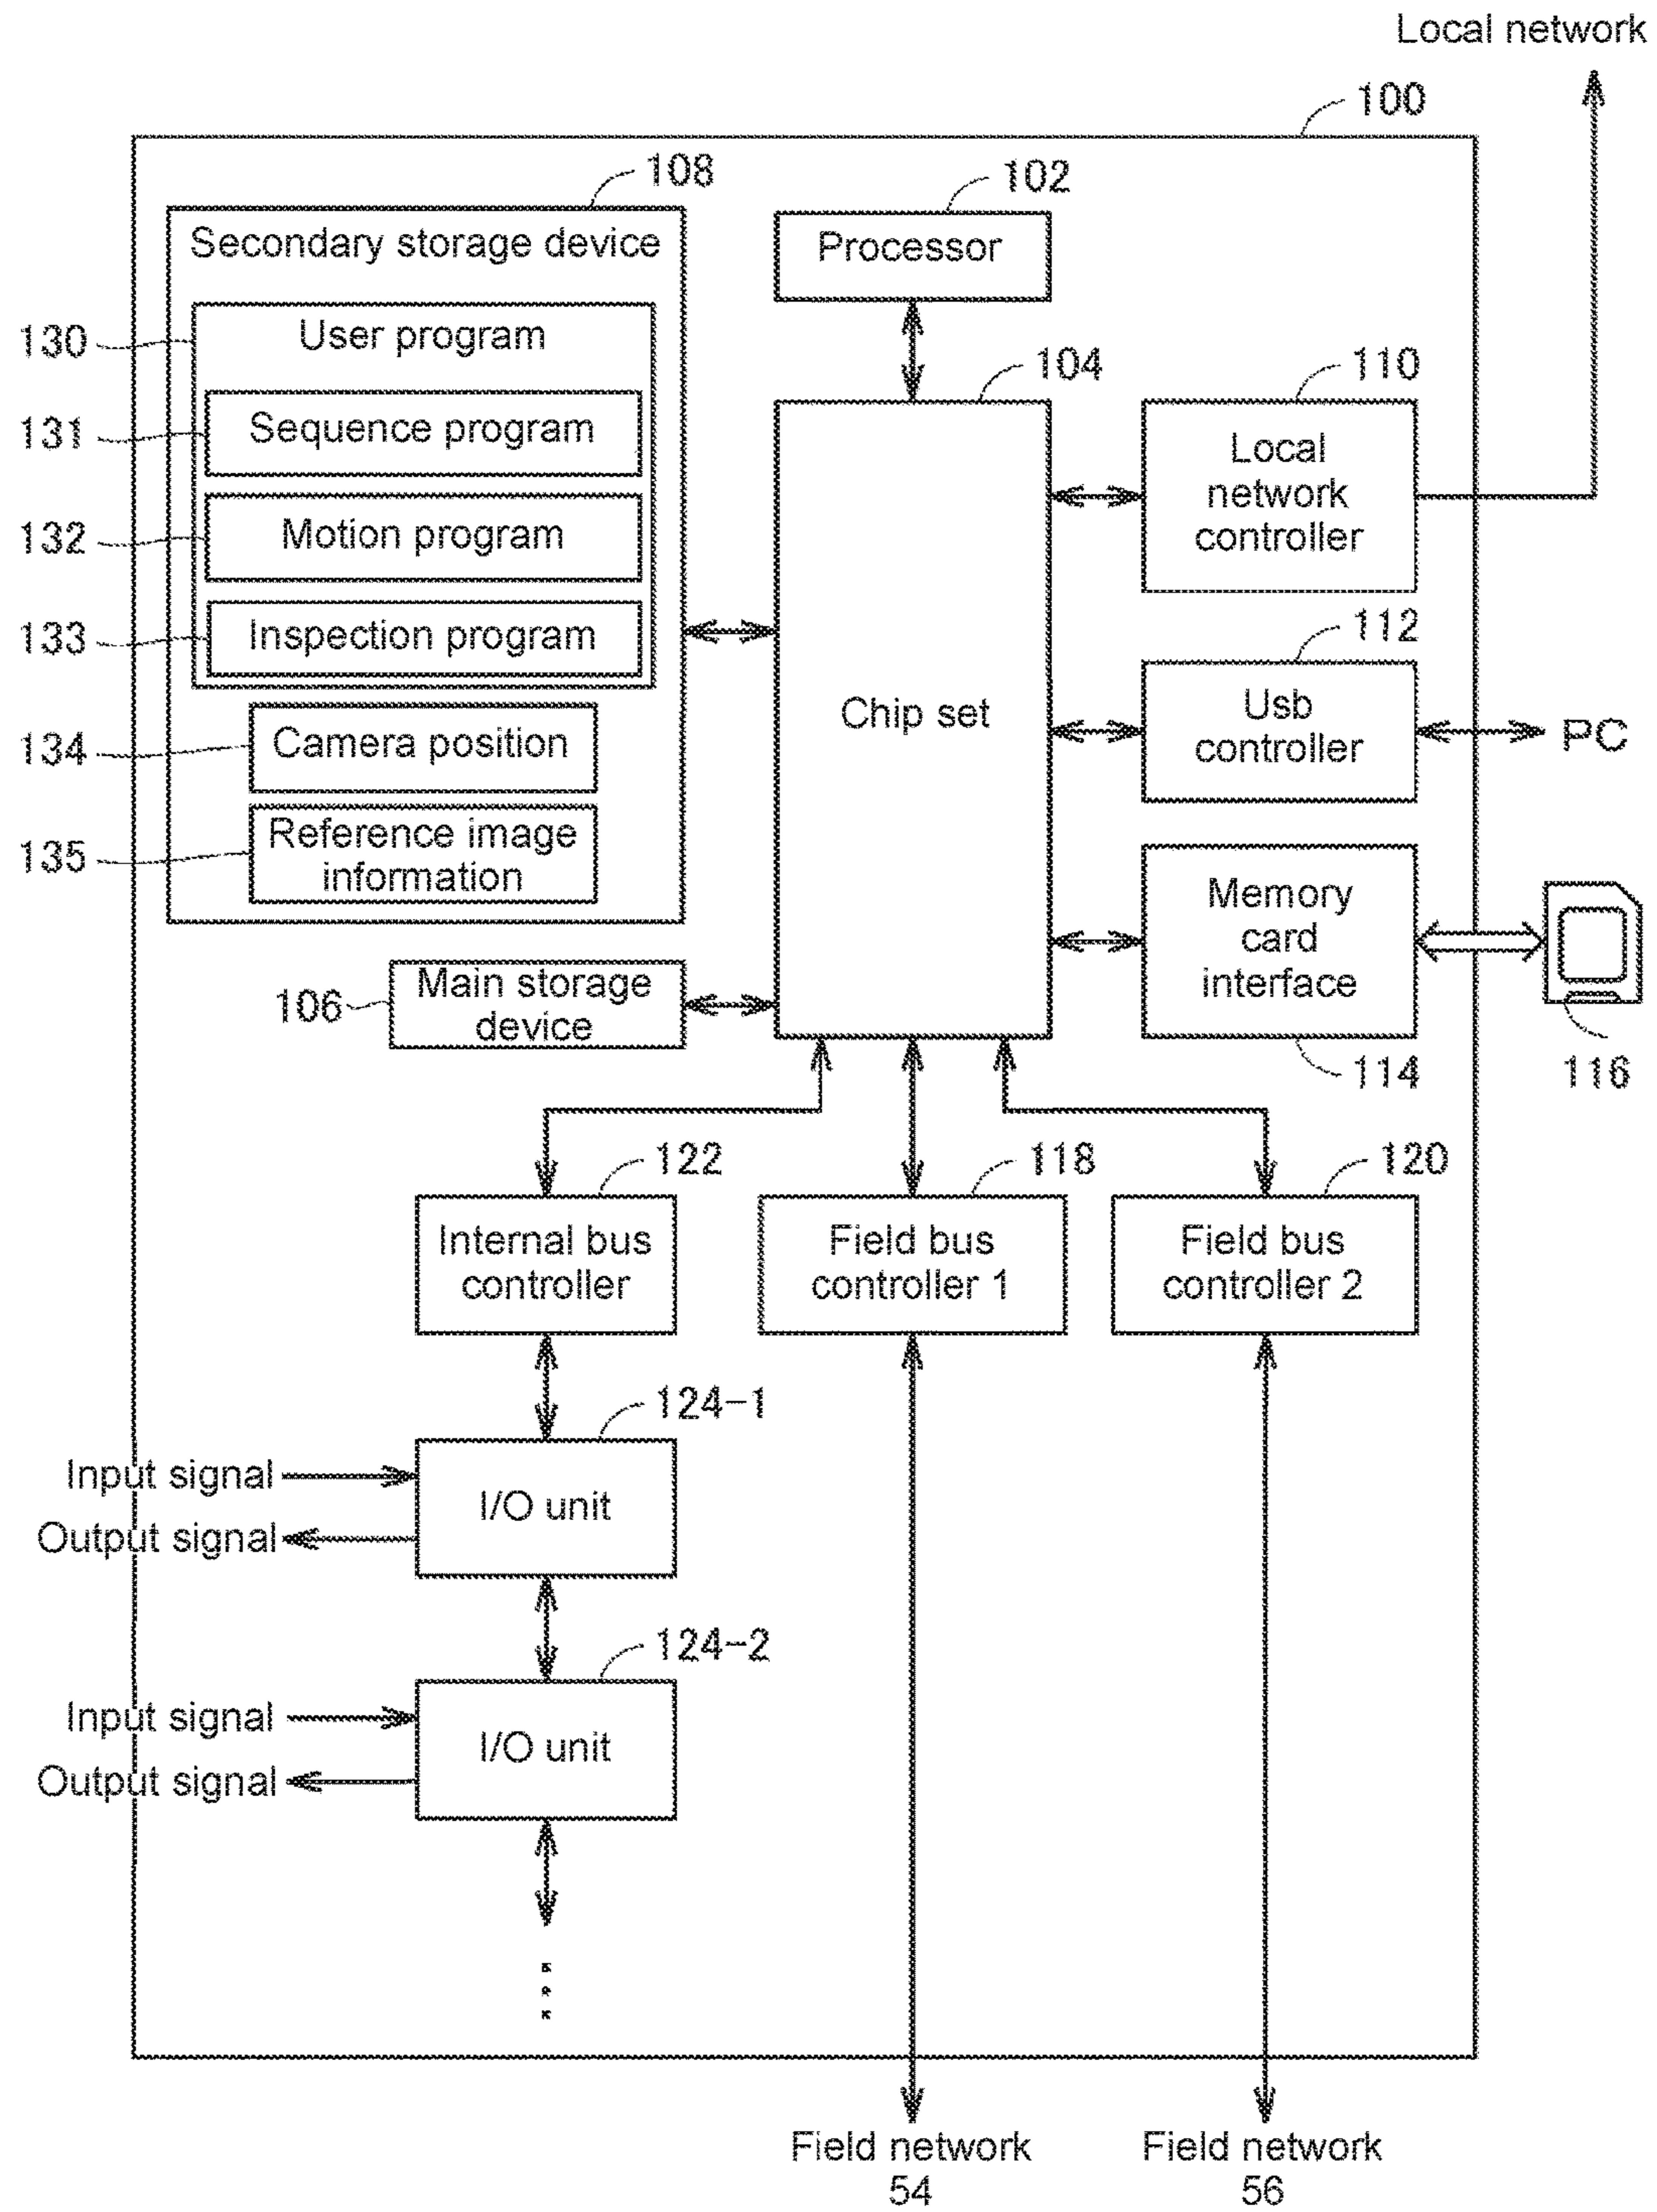 Local network
100
108
102
Secondary storage device
Processor
130
User program
104
110
131
Sequence program
Local
network
controller
132
Motion program
133
Inspection program
112
Chip set
Usb
controller
PC
134
Camera position
135
Reference image
information
Memory
card
interface
106
Main storage
device
114
116
122
118
120
Internal bus
controller
Field bus
controller 1
Field bus
controller 2
124-1
Input signal
I/O unit
Output signal
124-2
Input signal
I/O unit
Output signal
Field network
54
Field network
56